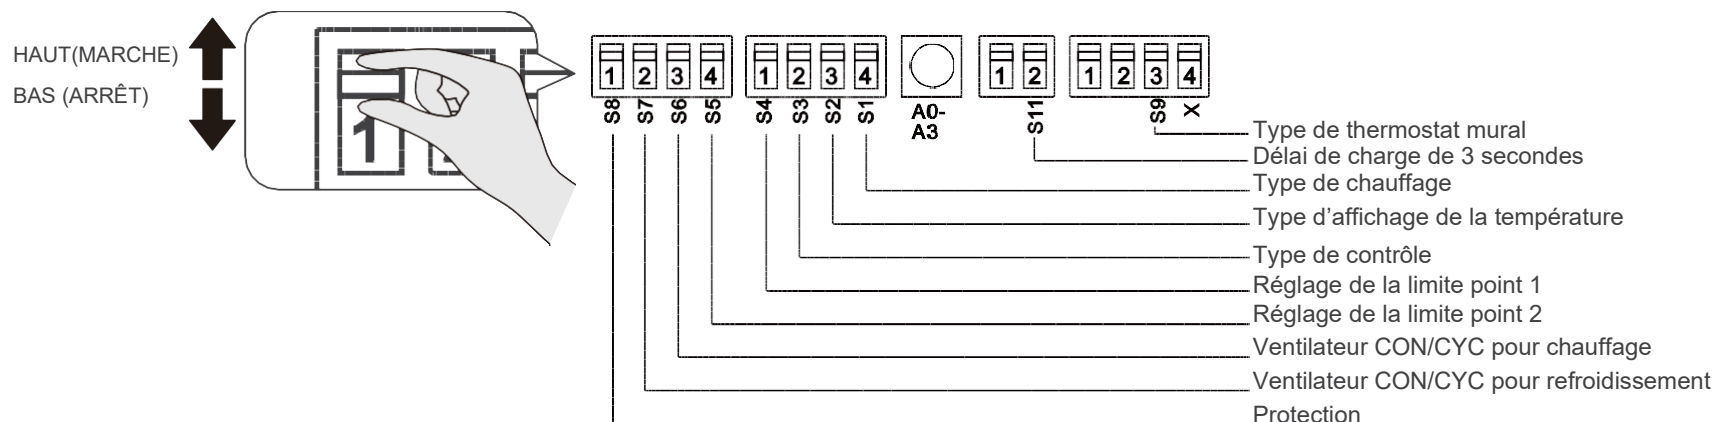 HAUT(MARCHE)
BAS (ARRÊT)
1
1 2 3 4
1 2 3 4
1 2
1 2 3 4
S8 S7 S6 S5
S4 S3 S2 S1
A0-
A3
S11
S9 X
Type de thermostat mural
Délai de charge de 3 secondes
Type de chauffage
Type d’affichage de la température
Type de contrôle
Réglage de la limite point 1
Réglage de la limite point 2
Ventilateur CON/CYC pour chauffage
Ventilateur CON/CYC pour refroidissement
Protection